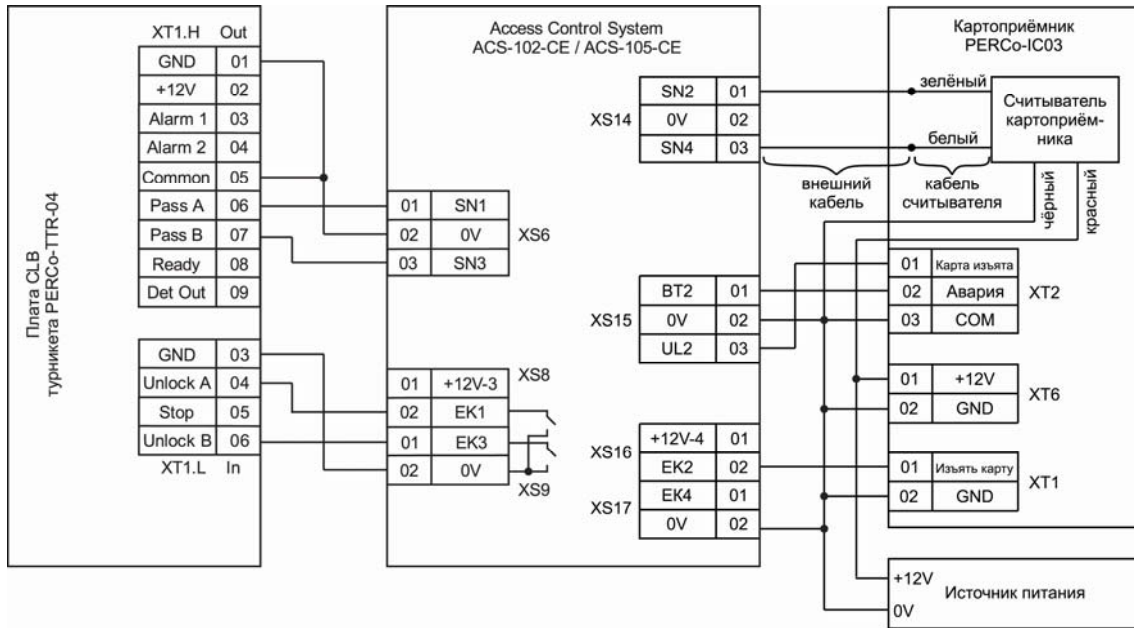 Плата CLB
турникета PERCo-TTR-04
XT1.H Out
GND 01
+12V 02
Alarm 1 03
Alarm 2 04
Common 05
Pass A 06
Pass B 07
Ready 08
Det Out 09
GND 03
Unlock A 04
Stop 05
Unlock B 06
XT1.L In
Access Control System
ACS-102-CE / ACS-105-CE
01 SN1
02 0V
03 SN3
XS6
XS8
01 +12V-3
02 EK1
01 EK3
02 0V
XS9
XS14
SN2 01
0V 02
SN4 03
XS15
BT2 01
0V 02
UL2 03
XS16
+12V-4 01
EK2 02
XS17
EK4 01
0V 02
внешний
кабель
кабель
считывателя
зелёный
белый
чёрный
красный
Картоприёмник
PERCo-IC03
Считыватель
картоприём-
ника
01 Карта изъята
02 Авария
03 COM
XT2
01 +12V
02 GND
XT6
01 Изъять карту
02 GND
XT1
+12V
0V
Источник питания